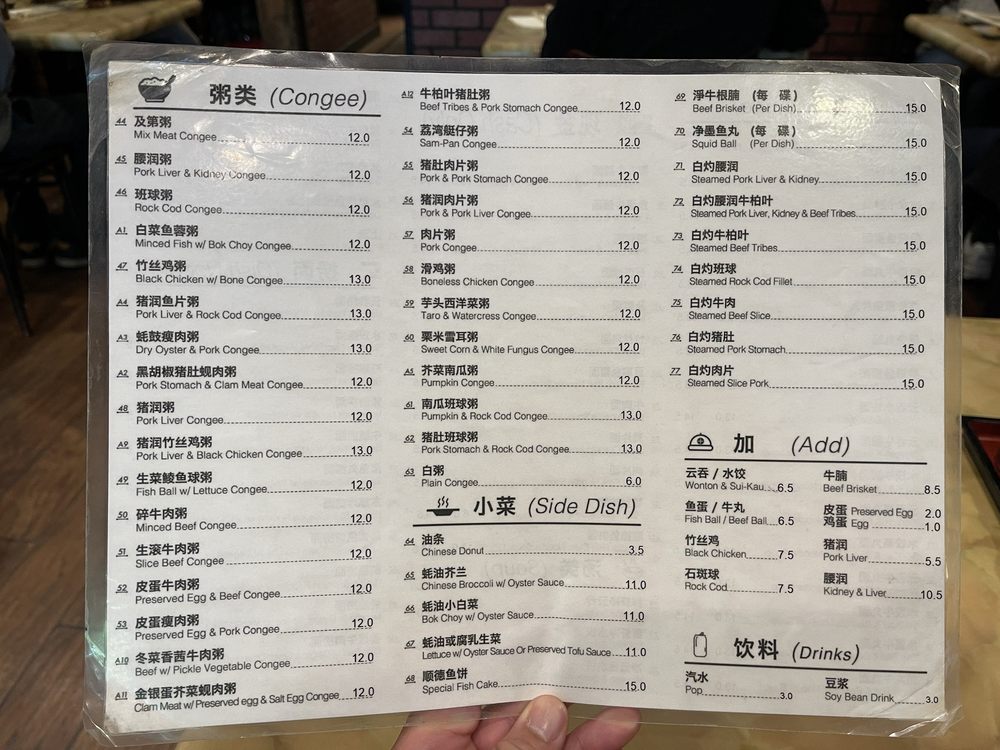 粥类 (Congee)
44 及第粥
Mix Meat Congee 12.0
45 腰润粥
Pork Liver & Kidney Congee 12.0
46 班球粥
Rock Cod Congee 12.0
A1 白菜鱼蓉粥
Minced Fish w/ Bok Choy Congee 12.0
47 竹丝鸡粥
Black Chicken w/ Bone Congee 13.0
A4 猪润鱼片粥
Pork Liver & Rock Cod Congee 13.0
A3 蚝鼓瘦肉粥
Dry Oyster & Pork Congee 13.0
A2 黑胡椒猪肚蚬肉粥
Pork Stomach & Clam Meat Congee 12.0
48 猪润粥
Pork Liver Congee 12.0
A9 猪润竹丝鸡粥
Pork Liver & Black Chicken Congee 13.0
49 生菜鲮鱼球粥
Fish Ball w/ Lettuce Congee 12.0
50 碎牛肉粥
Minced Beef Congee 12.0
51 生滚牛肉粥
Slice Beef Congee 12.0
52 皮蛋牛肉粥
Preserved Egg & Beef Congee 12.0
53 皮蛋瘦肉粥
Preserved Egg & Pork Congee 12.0
A10 冬菜香茜牛肉粥
Beef w/ Pickle Vegetable Congee 12.0
A11 金银蛋芥菜蚬肉粥
Clam Meat w/ Preserved egg & Salt Egg Congee 12.0
A12 牛柏叶猪肚粥
Beef Tribes & Pork Stomach Congee 12.0
54 荔湾艇仔粥
Sam-Pan Congee 12.0
55 猪肚肉片粥
Pork & Pork Stomach Congee 12.0
56 猪润肉片粥
Pork & Pork Liver Congee 12.0
57 肉片粥
Pork Congee 12.0
58 滑鸡粥
Boneless Chicken Congee 12.0
59 芋头西洋菜粥
Taro & Watercress Congee 12.0
60 栗米雪耳粥
Sweet Corn & White Fungus Congee 12.0
A5 芥菜南瓜粥
Pumpkin Congee 12.0
61 南瓜班球粥
Pumpkin & Rock Cod Congee 13.0
62 猪肚班球粥
Pork Stomach & Rock Cod Congee 13.0
63 白粥
Plain Congee 6.0
小菜 (Side Dish)
64 油条
Chinese Donut 3.5
65 蚝油芥兰
Chinese Broccoli w/ Oyster Sauce 11.0
66 蚝油小白菜
Bok Choy w/ Oyster Sauce 11.0
67 蚝油或腐乳生菜
Lettuce w/ Oyster Sauce Or Preserved Tofu Sauce 11.0
68 顺德鱼饼
Special Fish Cake 15.0
69 淨牛根腩 (每 碟)
Beef Brisket (Per Dish) 15.0
70 净墨鱼丸 (每 碟)
Squid Ball (Per Dish) 15.0
71 白灼腰润
Steamed Pork Liver & Kidney 15.0
72 白灼腰润牛柏叶
Steamed Pork Liver, Kidney & Beef Tribes 15.0
73 白灼牛柏叶
Steamed Beef Tribes 15.0
74 白灼班球
Steamed Rock Cod Fillet 15.0
75 白灼牛肉
Steamed Beef Slice 15.0
76 白灼猪肚
Steamed Pork Stomach 15.0
77 白灼肉片
Steamed Slice Pork 15.0
加 (Add)
云吞 / 水饺
Wonton & Sui-Kau 6.5
鱼蛋 / 牛丸
Fish Ball / Beef Ball 6.5
竹丝鸡
Black Chicken 7.5
石斑球
Rock Cod 7.5
牛腩
Beef Brisket 8.5
皮蛋 Preserved Egg 2.0
鸡蛋 Egg 1.0
猪润
Pork Liver 5.5
腰润
Kidney & Liver 10.5
饮料 (Drinks)
汽水
Pop 3.0
豆浆
Soy Bean Drink 3.0